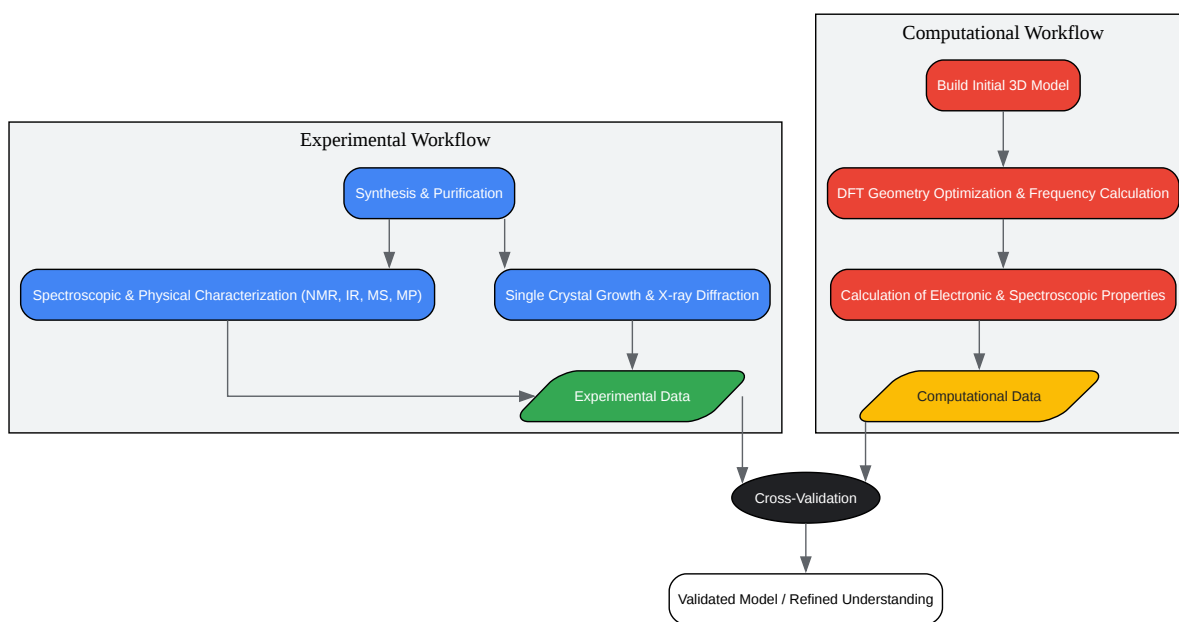 Computational Workflow
Build Initial 3D Model
Experimental Workflow
Synthesis & Purification
DFT Geometry Optimization & Frequency Calculation
Spectroscopic & Physical Characterization (NMR, IR, MS, MP)
Single Crystal Growth & X-ray Diffraction
Calculation of Electronic & Spectroscopic Properties
Experimental Data
Computational Data
Cross-Validation
Validated Model / Refined Understanding